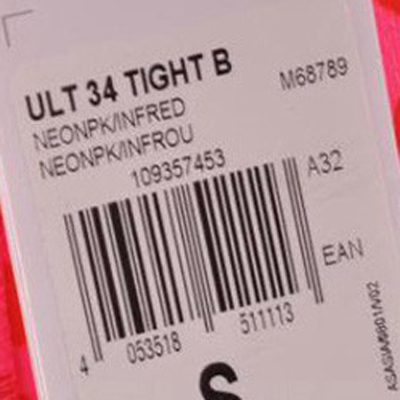 ULT 34 TIGHT B
M68789
NEONPK/INFRED
NEONPK/INFROU
109357453
A32
EAN
4 053518 511113
S